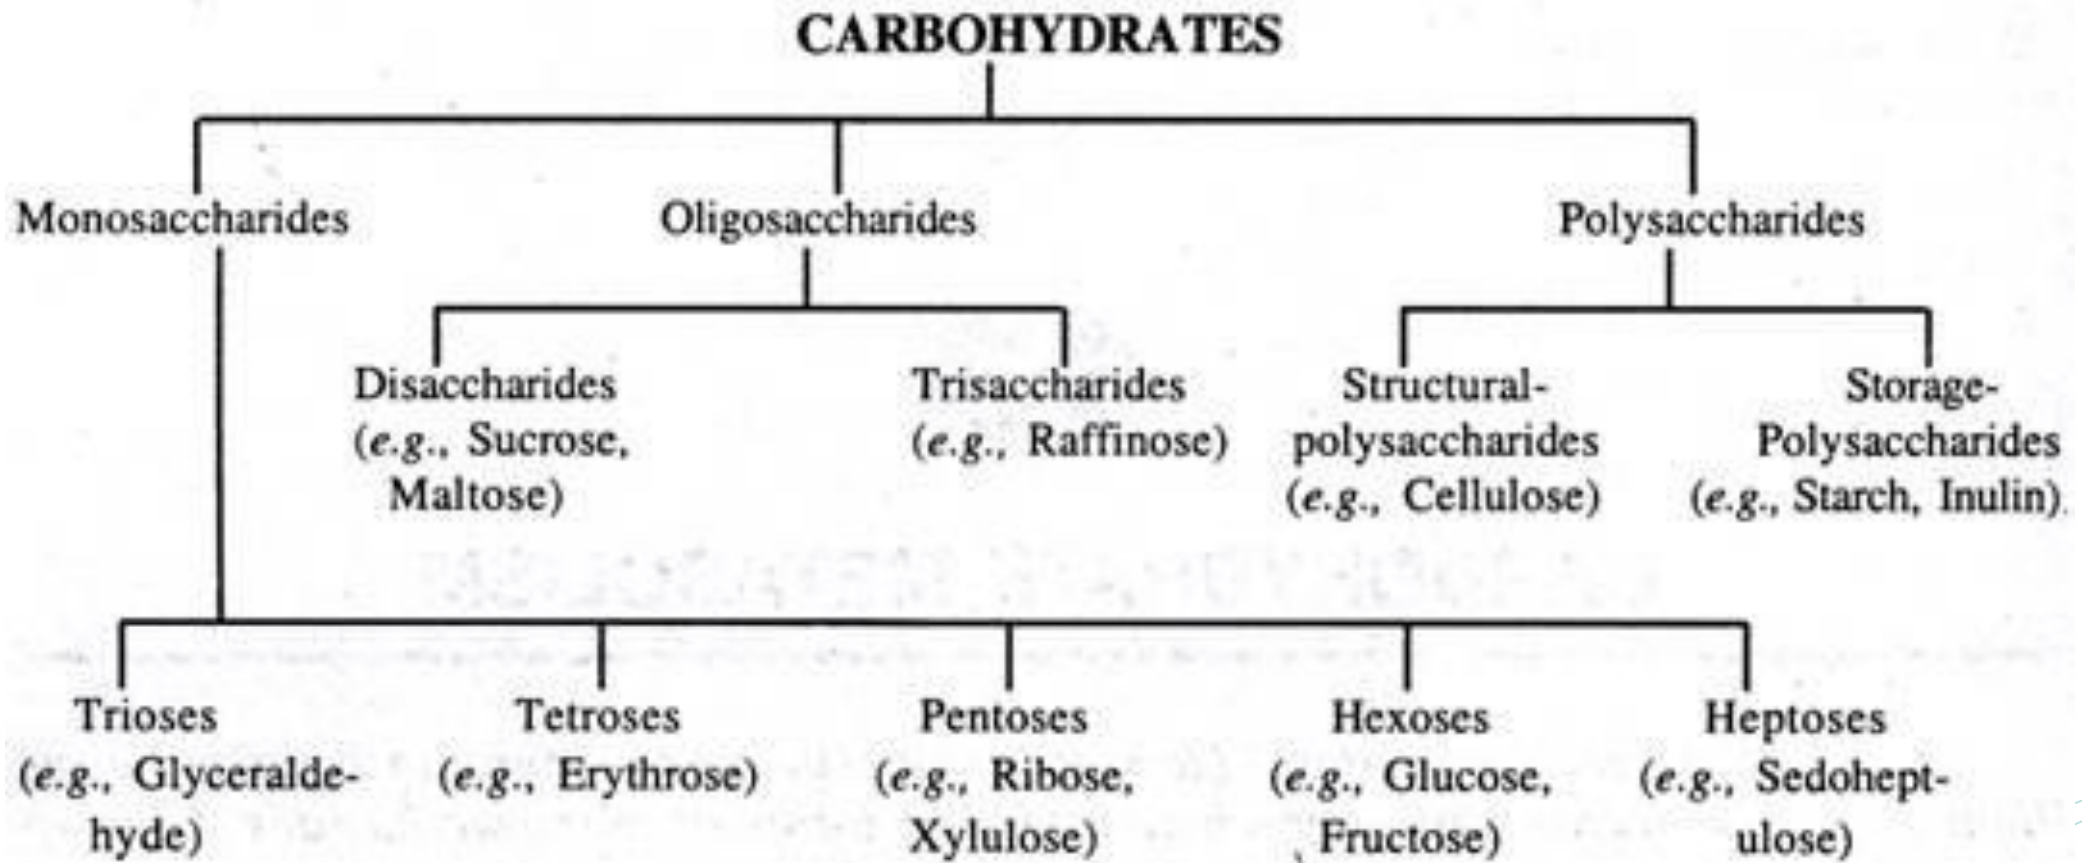 CARBOHYDRATES
Monosaccharides
Oligosaccharides
Polysaccharides
Disaccharides
(e.g., Sucrose,
Maltose)
Trisaccharides
(e.g., Raffinose)
Structural-
polysaccharides
(e.g., Cellulose)
Storage-
Polysaccharides
(e.g., Starch, Inulin)
Trioses
(e.g., Glyceralde-
hyde)
Tetroses
(e.g., Erythrose)
Pentoses
(e.g., Ribose,
Xylulose)
Hexoses
(e.g., Glucose,
Fructose)
Heptoses
(e.g., Sedohept-
ulose)